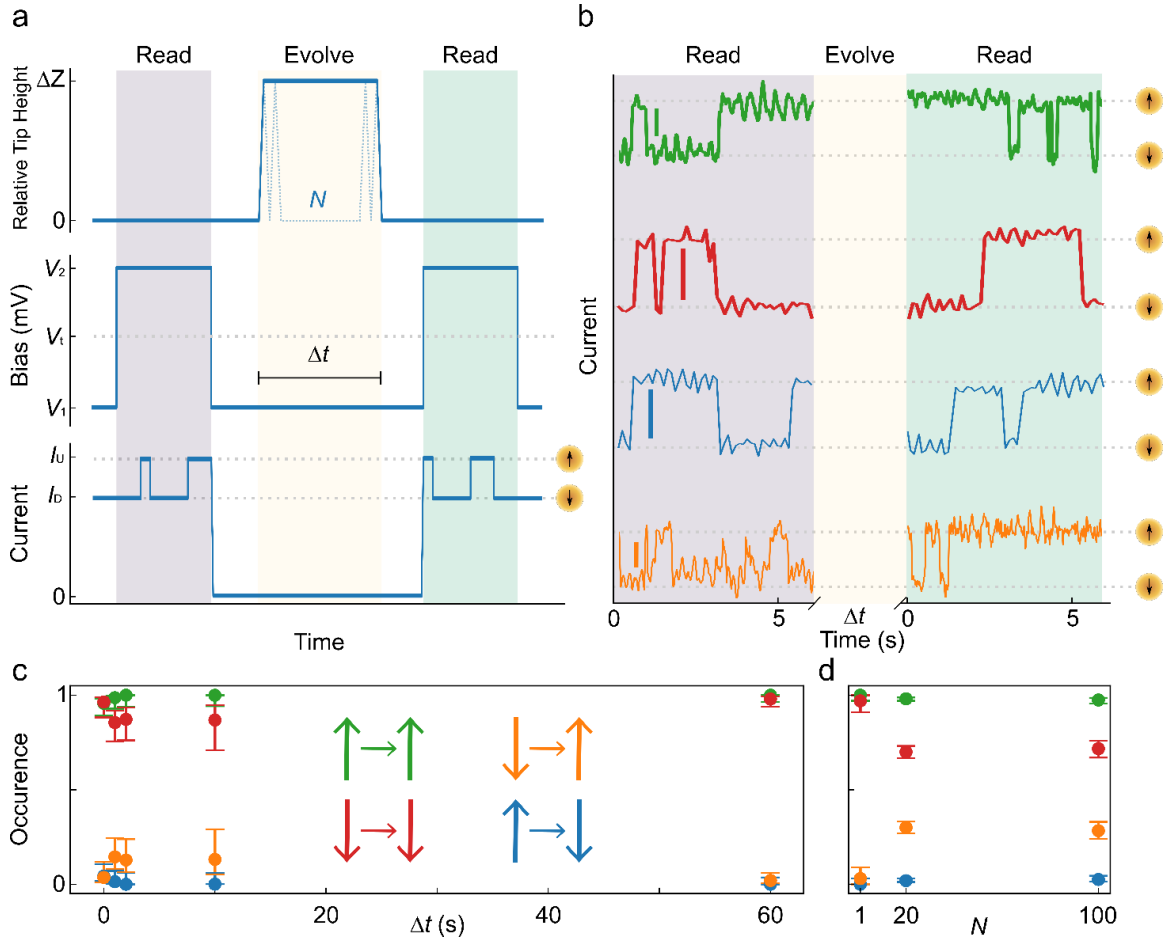 a
Read
Evolve
Read
Relative Tip Height
ΔZ
0
N
Bias (mV)
V2
Vt
V1
Δt
Current
IU
ID
0
Time
b
Read
Evolve
Read
Current
0
5
Δt
0
5
Time (s)
c
Occurence
1
0
0
20
40
60
Δt (s)
d
1
20
100
N